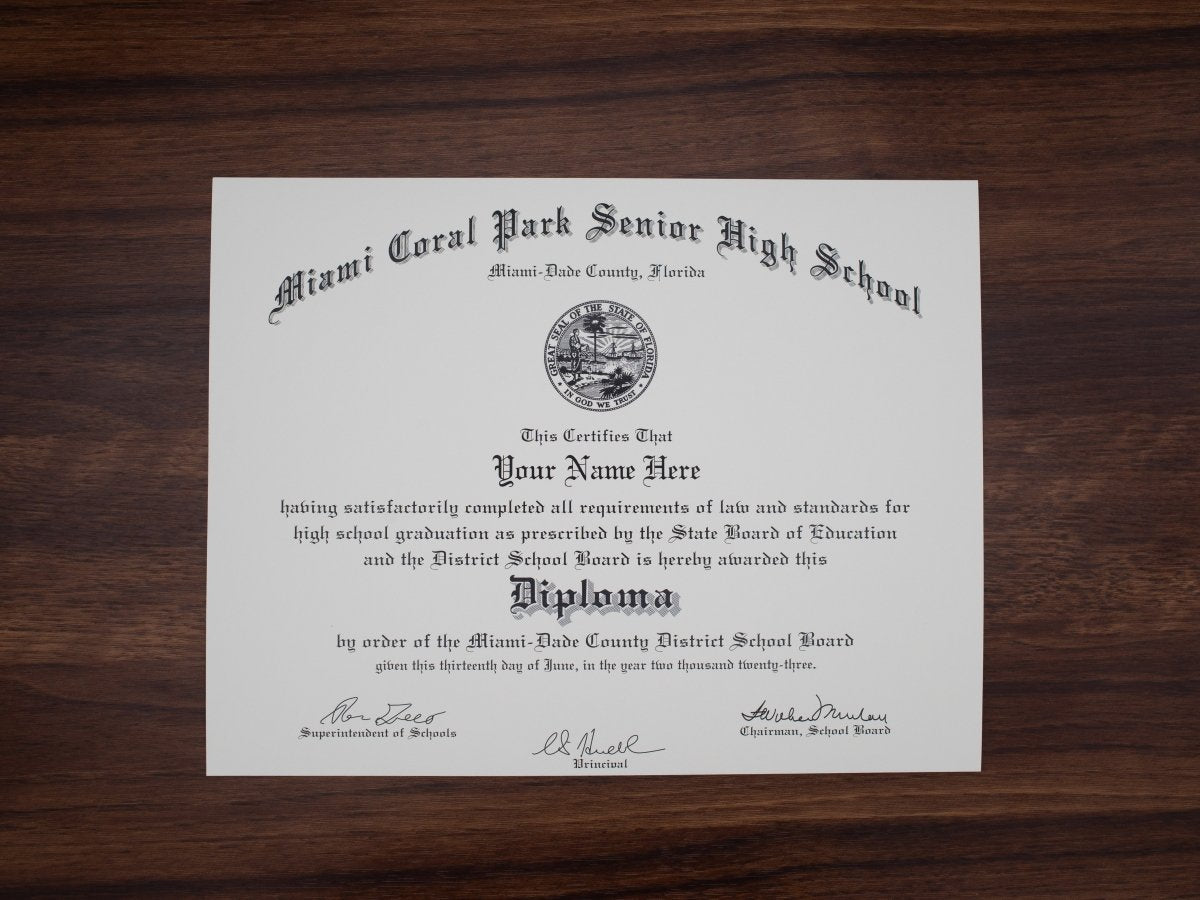 Miami Coral Park Senior High School
Miami-Dade County, Florida
GREAT SEAL OF THE STATE OF FLORIDA
IN GOD WE TRUST
This Certifies That
Your Name Here
having satisfactorily completed all requirements of law and standards for
high school graduation as prescribed by the State Board of Education
and the District School Board is hereby awarded this
Diploma
by order of the Miami-Dade County District School Board
given this thirteenth day of June, in the year two thousand twenty-three.
Superintendent of Schools
Chairman, School Board
Principal